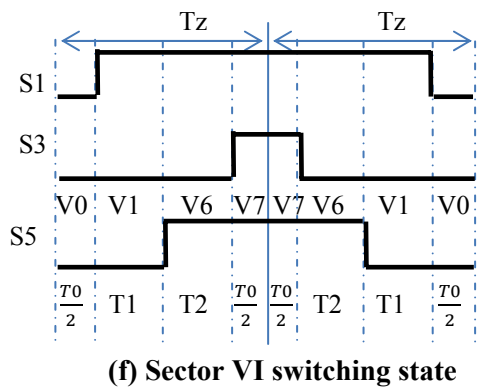 Tz Tz
S1
S3
V0 V1 V6 V7 V7 V6 V1 V0
S5
T0/2 T1 T2 T0/2 T0/2 T2 T1 T0/2
(f) Sector VI switching state